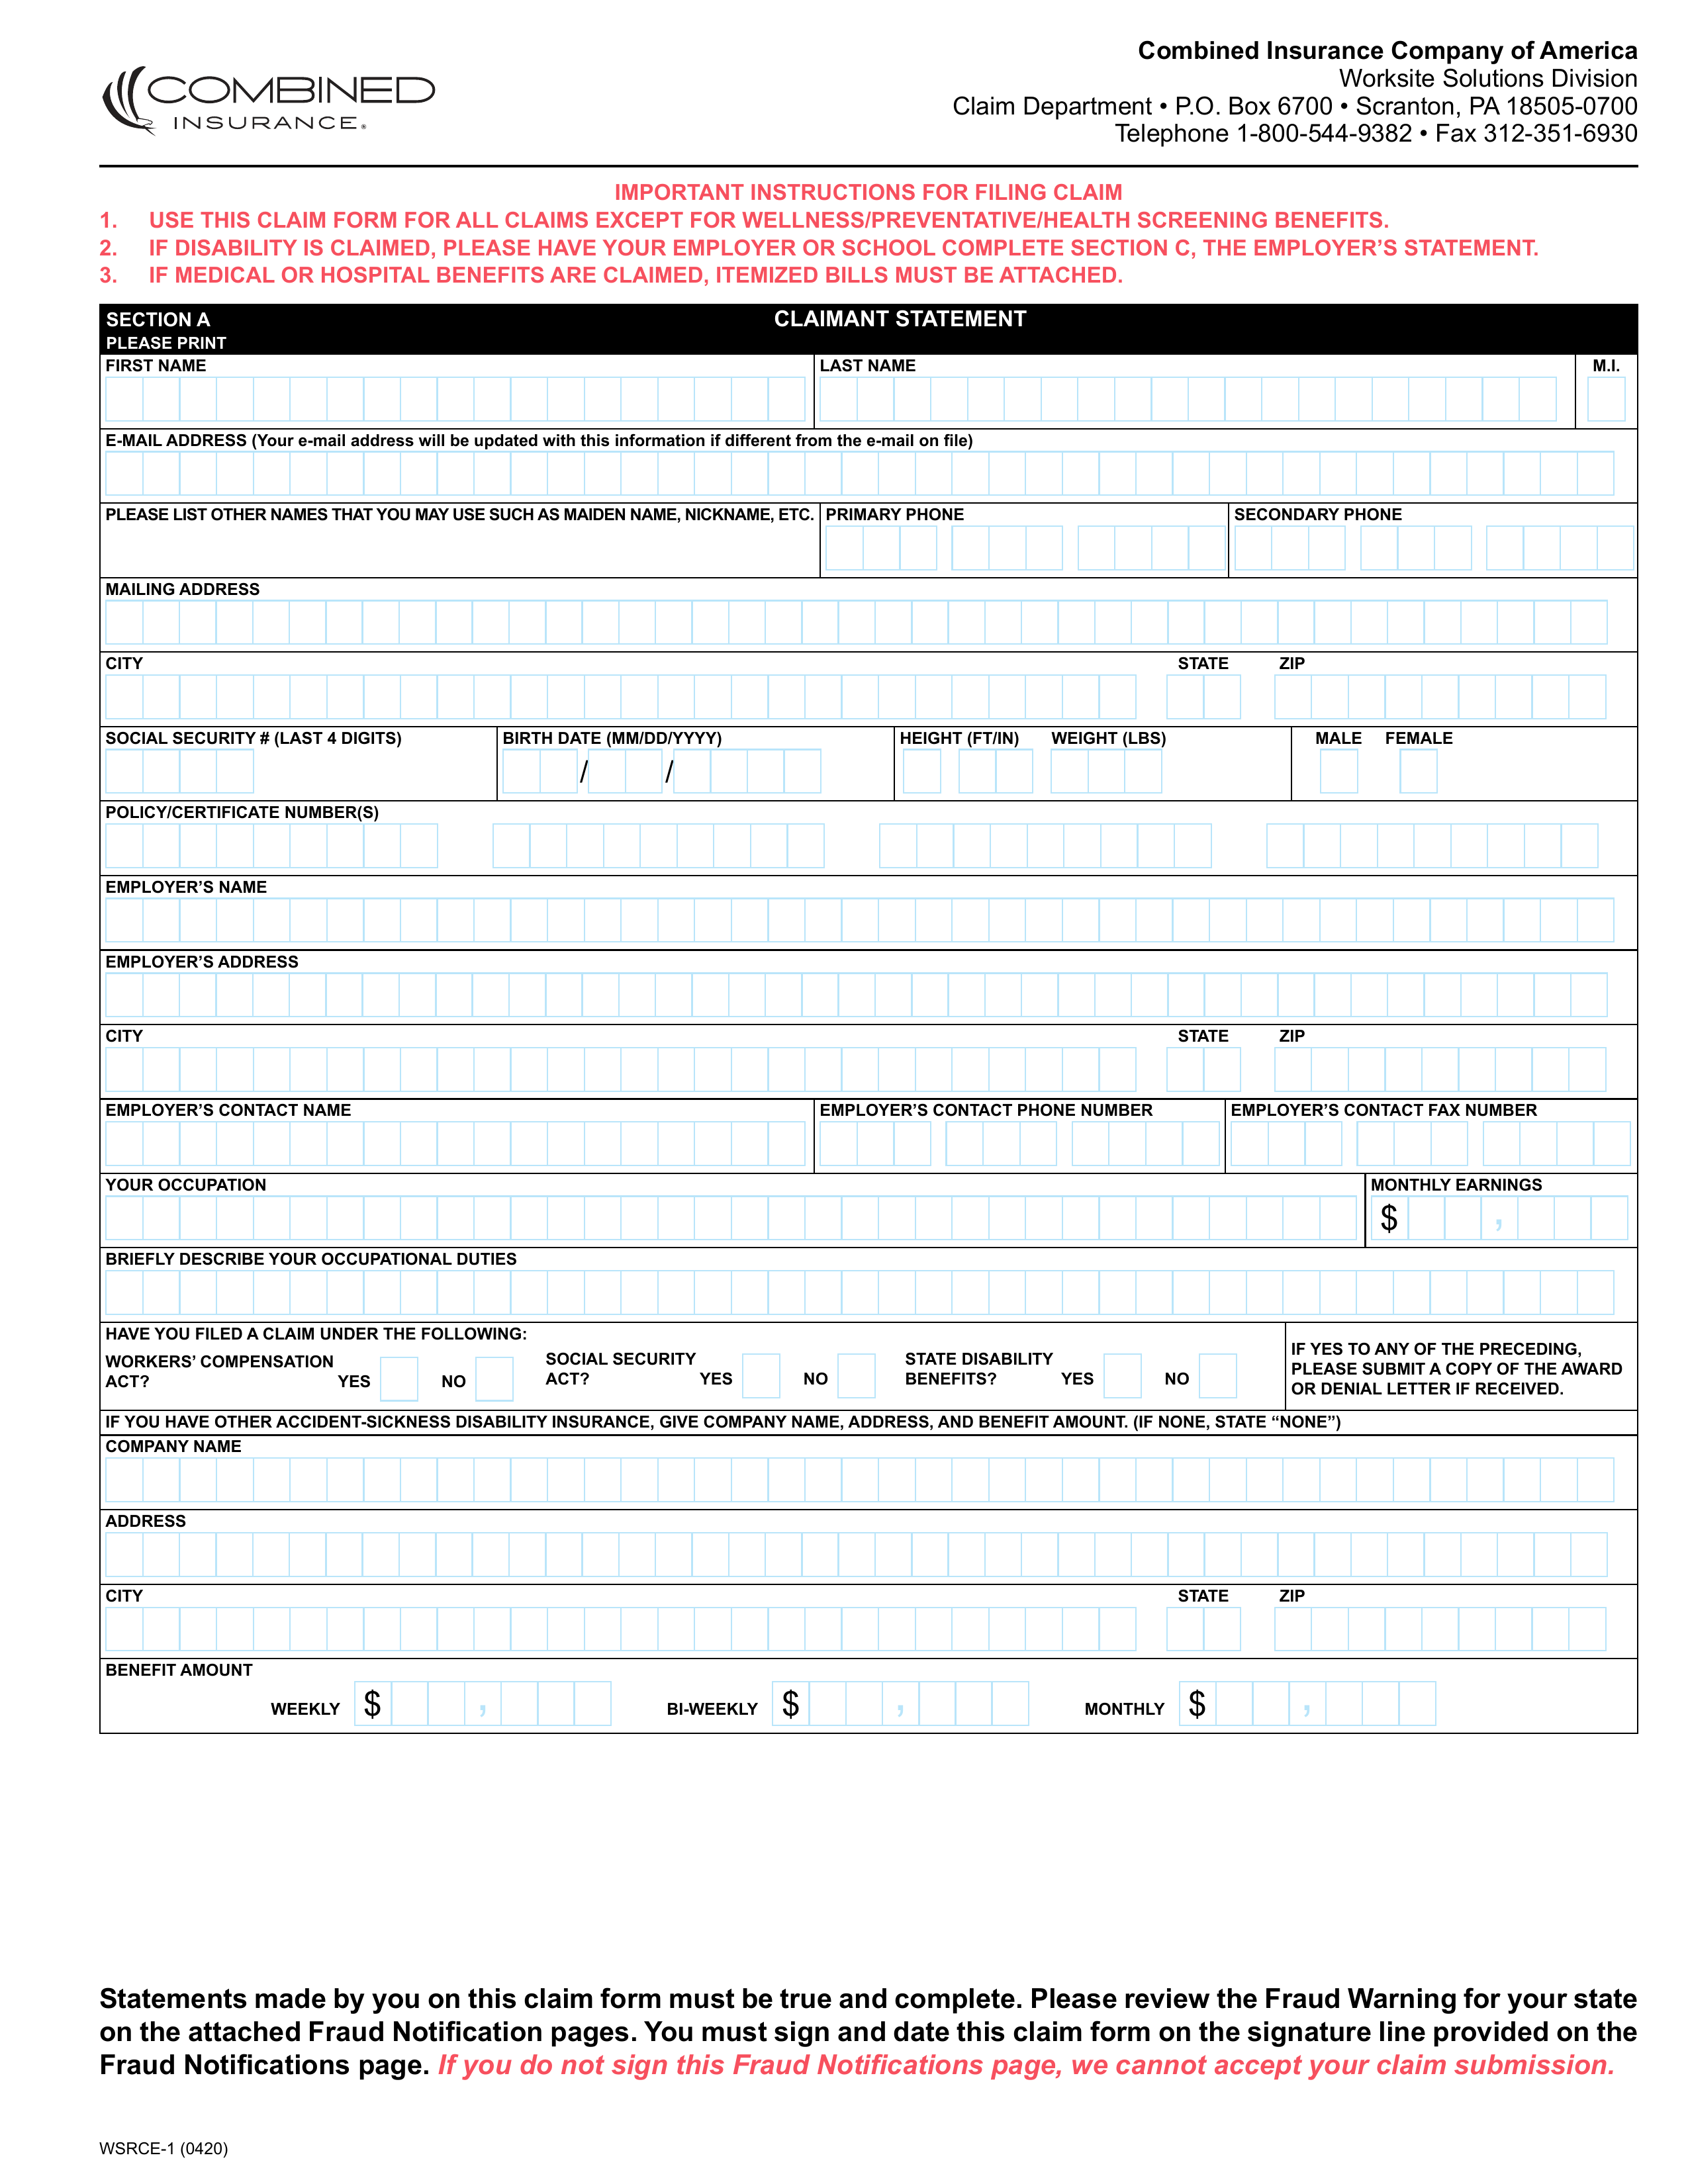 COMBINED
INSURANCE®
Combined Insurance Company of America
Worksite Solutions Division
Claim Department • P.O. Box 6700 • Scranton, PA 18505-0700
Telephone 1-800-544-9382 • Fax 312-351-6930
IMPORTANT INSTRUCTIONS FOR FILING CLAIM
1. USE THIS CLAIM FORM FOR ALL CLAIMS EXCEPT FOR WELLNESS/PREVENTATIVE/HEALTH SCREENING BENEFITS.
2. IF DISABILITY IS CLAIMED, PLEASE HAVE YOUR EMPLOYER OR SCHOOL COMPLETE SECTION C, THE EMPLOYER’S STATEMENT.
3. IF MEDICAL OR HOSPITAL BENEFITS ARE CLAIMED, ITEMIZED BILLS MUST BE ATTACHED.
SECTION A CLAIMANT STATEMENT
PLEASE PRINT
FIRST NAME LAST NAME M.I.
E-MAIL ADDRESS (Your e-mail address will be updated with this information if different from the e-mail on file)
PLEASE LIST OTHER NAMES THAT YOU MAY USE SUCH AS MAIDEN NAME, NICKNAME, ETC. PRIMARY PHONE SECONDARY PHONE
MAILING ADDRESS
CITY STATE ZIP
SOCIAL SECURITY # (LAST 4 DIGITS) BIRTH DATE (MM/DD/YYYY) HEIGHT (FT/IN) WEIGHT (LBS) MALE FEMALE
/ /
POLICY/CERTIFICATE NUMBER(S)
EMPLOYER’S NAME
EMPLOYER’S ADDRESS
CITY STATE ZIP
EMPLOYER’S CONTACT NAME EMPLOYER’S CONTACT PHONE NUMBER EMPLOYER’S CONTACT FAX NUMBER
YOUR OCCUPATION MONTHLY EARNINGS
$ ,
BRIEFLY DESCRIBE YOUR OCCUPATIONAL DUTIES
HAVE YOU FILED A CLAIM UNDER THE FOLLOWING:
WORKERS’ COMPENSATION
ACT? YES NO
SOCIAL SECURITY
ACT? YES NO
STATE DISABILITY
BENEFITS? YES NO
IF YES TO ANY OF THE PRECEDING,
PLEASE SUBMIT A COPY OF THE AWARD
OR DENIAL LETTER IF RECEIVED.
IF YOU HAVE OTHER ACCIDENT-SICKNESS DISABILITY INSURANCE, GIVE COMPANY NAME, ADDRESS, AND BENEFIT AMOUNT. (IF NONE, STATE “NONE”)
COMPANY NAME
ADDRESS
CITY STATE ZIP
BENEFIT AMOUNT
WEEKLY $ , BI-WEEKLY $ , MONTHLY $ ,
Statements made by you on this claim form must be true and complete. Please review the Fraud Warning for your state
on the attached Fraud Notification pages. You must sign and date this claim form on the signature line provided on the
Fraud Notifications page. If you do not sign this Fraud Notifications page, we cannot accept your claim submission.
WSRCE-1 (0420)